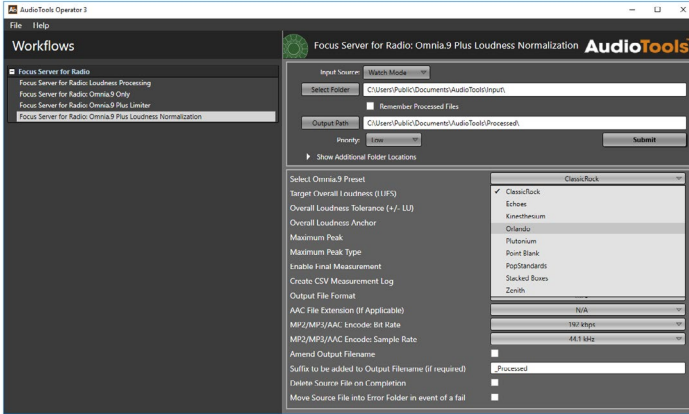 AudioTools Operator 3
File Help
Workflows
Focus Server for Radio
Focus Server for Radio: Loudness Processing
Focus Server for Radio: Omnia.9 Only
Focus Server for Radio: Omnia.9 Plus Limiter
Focus Server for Radio: Omnia.9 Plus Loudness Normalization
Focus Server for Radio: Omnia.9 Plus Loudness Normalization AudioTools
Input Source: Watch Mode
Select Folder C:\Users\Public\Documents\AudioTools\Input\
Remember Processed Files
Output Path C:\Users\Public\Documents\AudioTools\Processed\
Priority: Low Submit
Show Additional Folder Locations
Select Omnia.9 Preset ClassicRock
Target Overall Loudness (LUFS) ✓ ClassicRock
Overall Loudness Tolerance (+/- LU) Echoes
Kinesthesium
Overall Loudness Anchor Orlando
Maximum Peak Plutonium
Maximum Peak Type Point Blank
Enable Final Measurement PopStandards
Create CSV Measurement Log Stacked Boxes
Output File Format Zenith
AAC File Extension (If Applicable) N/A
MP2/MP3/AAC Encode: Bit Rate 192 kbps
MP2/MP3/AAC Encode: Sample Rate 44.1 kHz
Amend Output Filename
Suffix to be added to Output Filename (if required) _Processed
Delete Source File on Completion
Move Source File into Error Folder in event of a fail